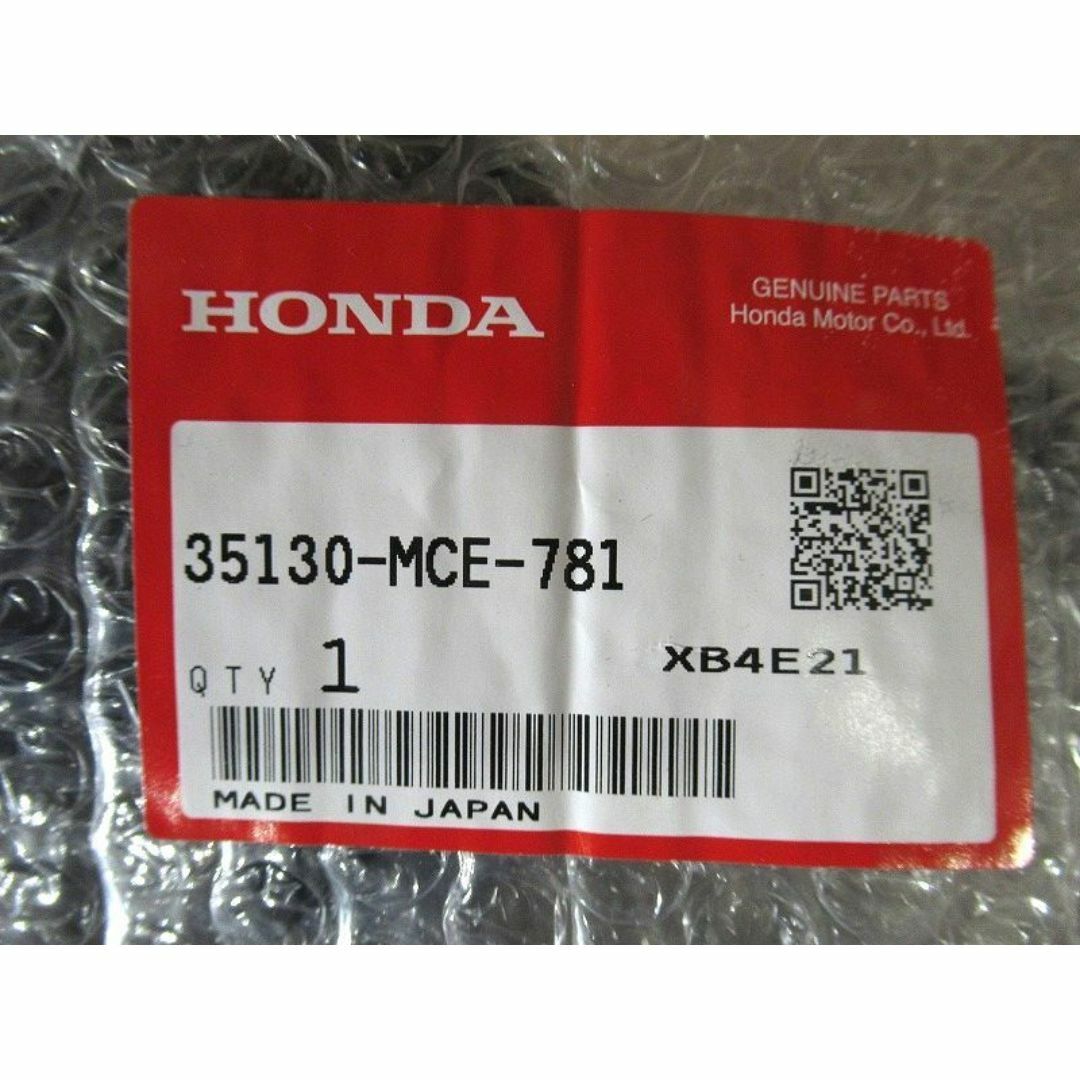 HONDA
GENUINE PARTS
Honda Motor Co., Ltd.
35130-MCE-781
QTY 1
XB4E21
MADE IN JAPAN